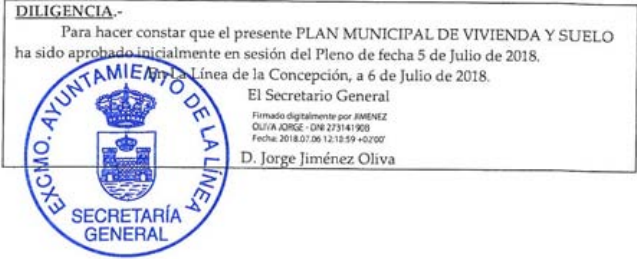 DILIGENCIA.-
Para hacer constar que el presente PLAN MUNICIPAL DE VIVIENDA Y SUELO
ha sido aprobado inicialmente en sesión del Pleno de fecha 5 de Julio de 2018.
En La Línea de la Concepción, a 6 de Julio de 2018.
El Secretario General
Firmado digitalmente por JIMENEZ
OLIVA JORGE - DNI 27314190B
Fecha: 2018.07.06 12:18:59 +02'00'
D. Jorge Jiménez Oliva
EXCMO. AYUNTAMIENTO DE LA LÍNEA
SECRETARÍA
GENERAL